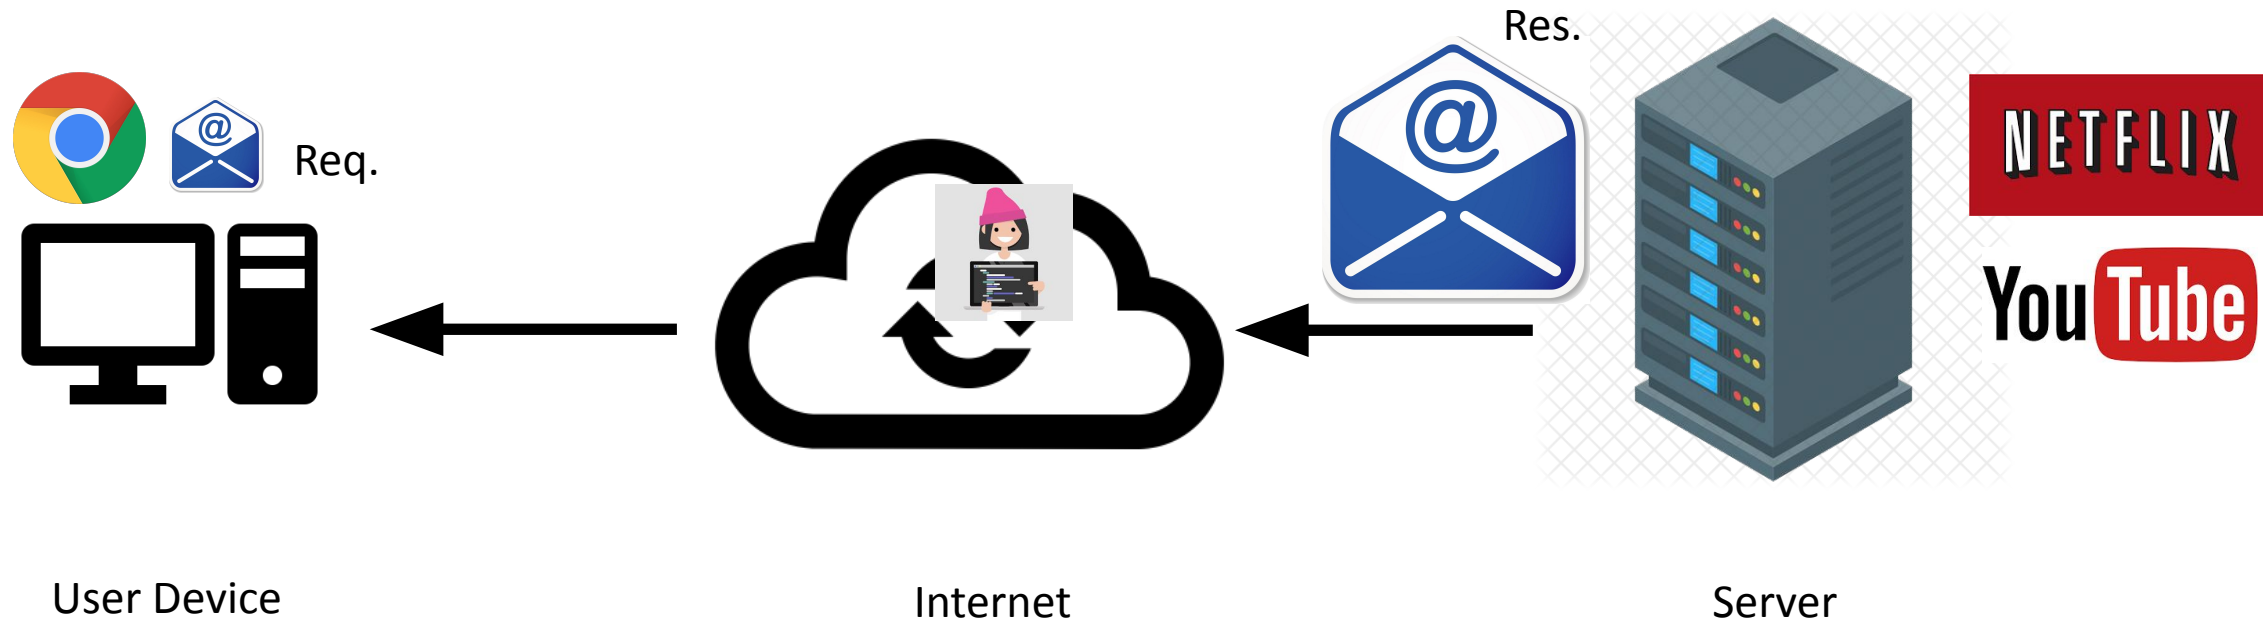 Res.
NETFLIX
Req.
YouTube
User Device
Internet
Server